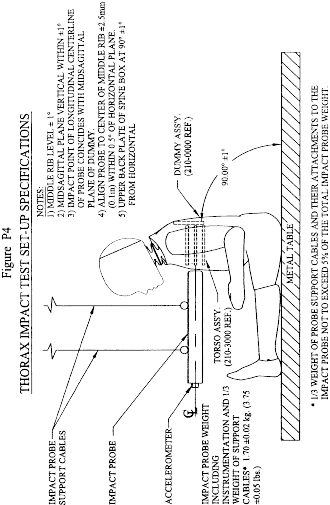 Figure P4
THORAX IMPACT TEST SET-UP SPECIFICATIONS
NOTES:
1) MIDDLE RIB LEVEL ± 1°
2) MIDSAGITTAL PLANE VERTICAL WITHIN ±1°
3) IMPACT POINT LONGITUDINAL CENTERLINE
OF PROBE COINCIDES WITH MIDSAGITTAL
PLANE OF DUMMY.
4) ALIGN PROBE TO CENTER OF MIDDLE RIB ±2.5mm
(0.1in) WITHIN 0.5° OF HORIZONTAL PLANE.
5) UPPER BACK PLATE OF SPINE BOX AT 90° ±1°
FROM HORIZONTAL
IMPACT PROBE
SUPPORT CABLES
IMPACT PROBE
ACCELEROMETER
IMPACT PROBE WEIGHT
INCLUDING
INSTRUMENTATION AND 1/3
WEIGHT OF SUPPORT
CABLES* 1.70 ±0.02 kg. (3.75
±0.05 lbs.)
DUMMY ASS'Y.
(210-0000 REF.)
90.00° ±1°
TORSO ASS'Y.
(210-3000 REF.)
METAL TABLE
* 1/3 WEIGHT OF PROBE SUPPORT CABLES AND THEIR ATTACHMENTS TO THE
IMPACT PROBE NOT TO EXCEED 5% OF THE TOTAL IMPACT PROBE WEIGHT.